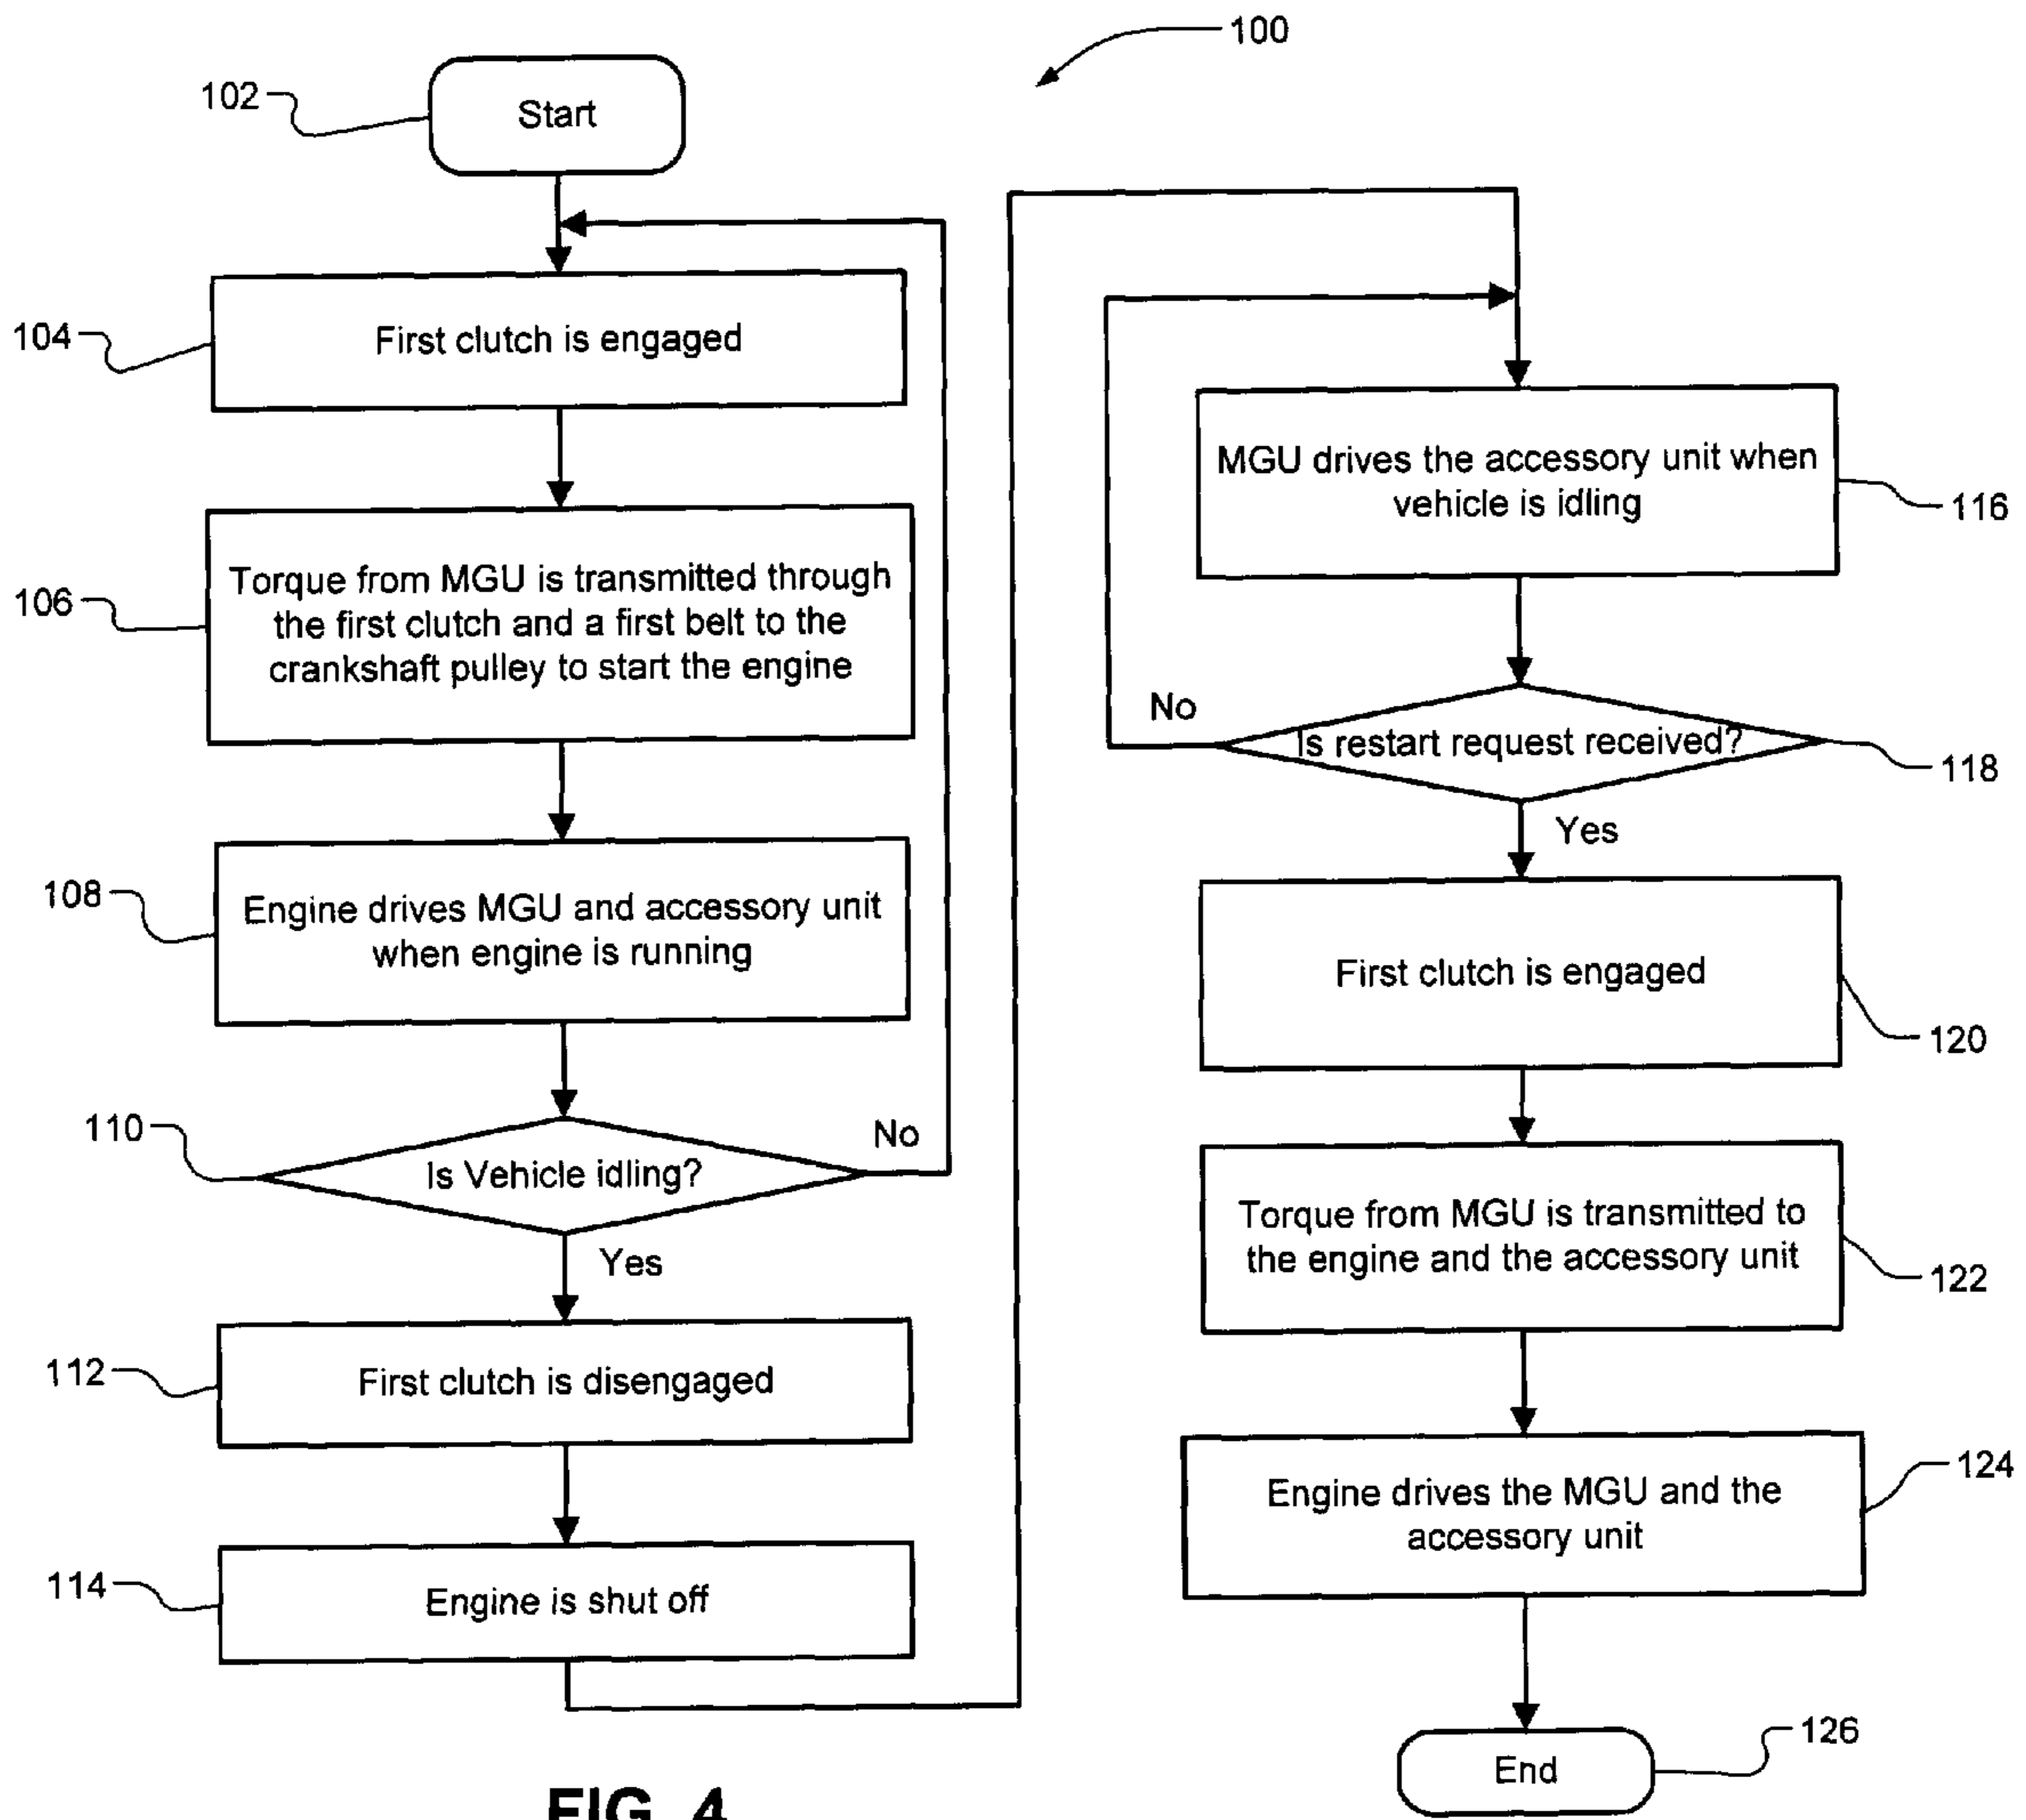 100
102
Start
104
First clutch is engaged
106
Torque from MGU is transmitted through
the first clutch and a first belt to the
crankshaft pulley to start the engine
108
Engine drives MGU and accessory unit
when engine is running
110
Is Vehicle idling?
No
Yes
112
First clutch is disengaged
114
Engine is shut off
MGU drives the accessory unit when
vehicle is idling
116
No
Is restart request received?
118
Yes
First clutch is engaged
120
Torque from MGU is transmitted to
the engine and the accessory unit
122
Engine drives the MGU and the
accessory unit
124
End
126
FIG. 4